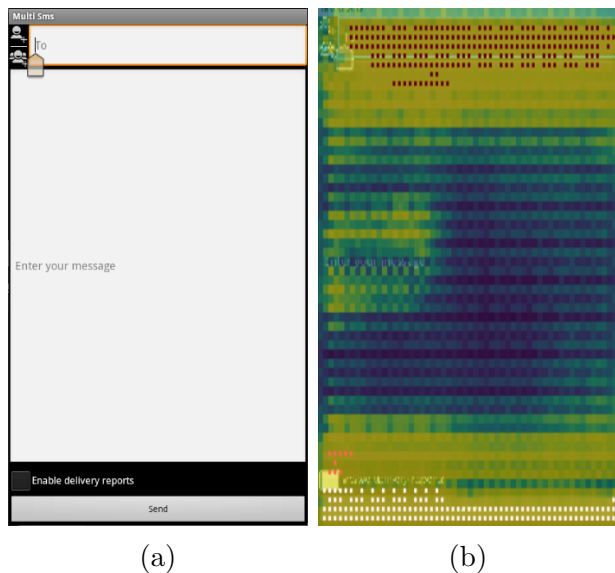 Multi Sms
To
Enter your message
Enable delivery reports
Send
(a)
(b)